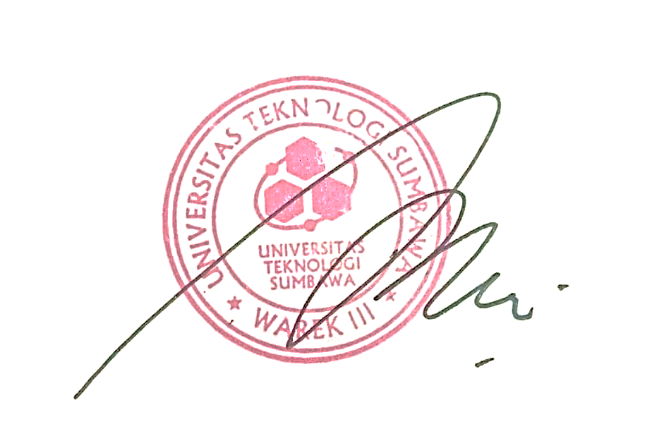 UNIVERSITAS TEKNOLOGI SUMBAWA
UNIVERSITAS
TEKNOLOGI
SUMBAWA
WAREK III